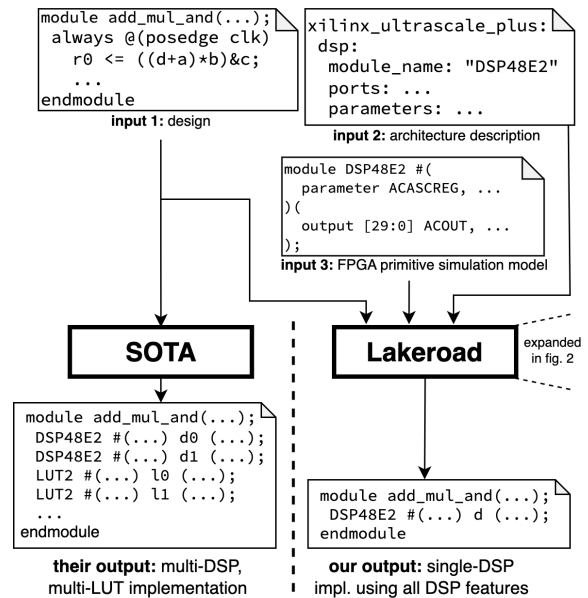 module add_mul_and(...);
always @(posedge clk)
r0 <= ((d+a)*b)&c;
...
endmodule
input 1: design
xilinx_ultrascale_plus:
dsp:
module_name: "DSP48E2"
ports: ...
parameters: ...
input 2: architecture description
module DSP48E2 #(
parameter ACASCREG, ...
)(
output [29:0] ACOUT, ...
);
input 3: FPGA primitive simulation model
SOTA
Lakeroad
expanded
in fig. 2
module add_mul_and(...);
DSP48E2 #(...) d0 (...);
DSP48E2 #(...) d1 (...);
LUT2 #(...) l0 (...);
LUT2 #(...) l1 (...);
...
endmodule
their output: multi-DSP,
multi-LUT implementation
module add_mul_and(...);
DSP48E2 #(...) d (...);
endmodule
our output: single-DSP
impl. using all DSP features